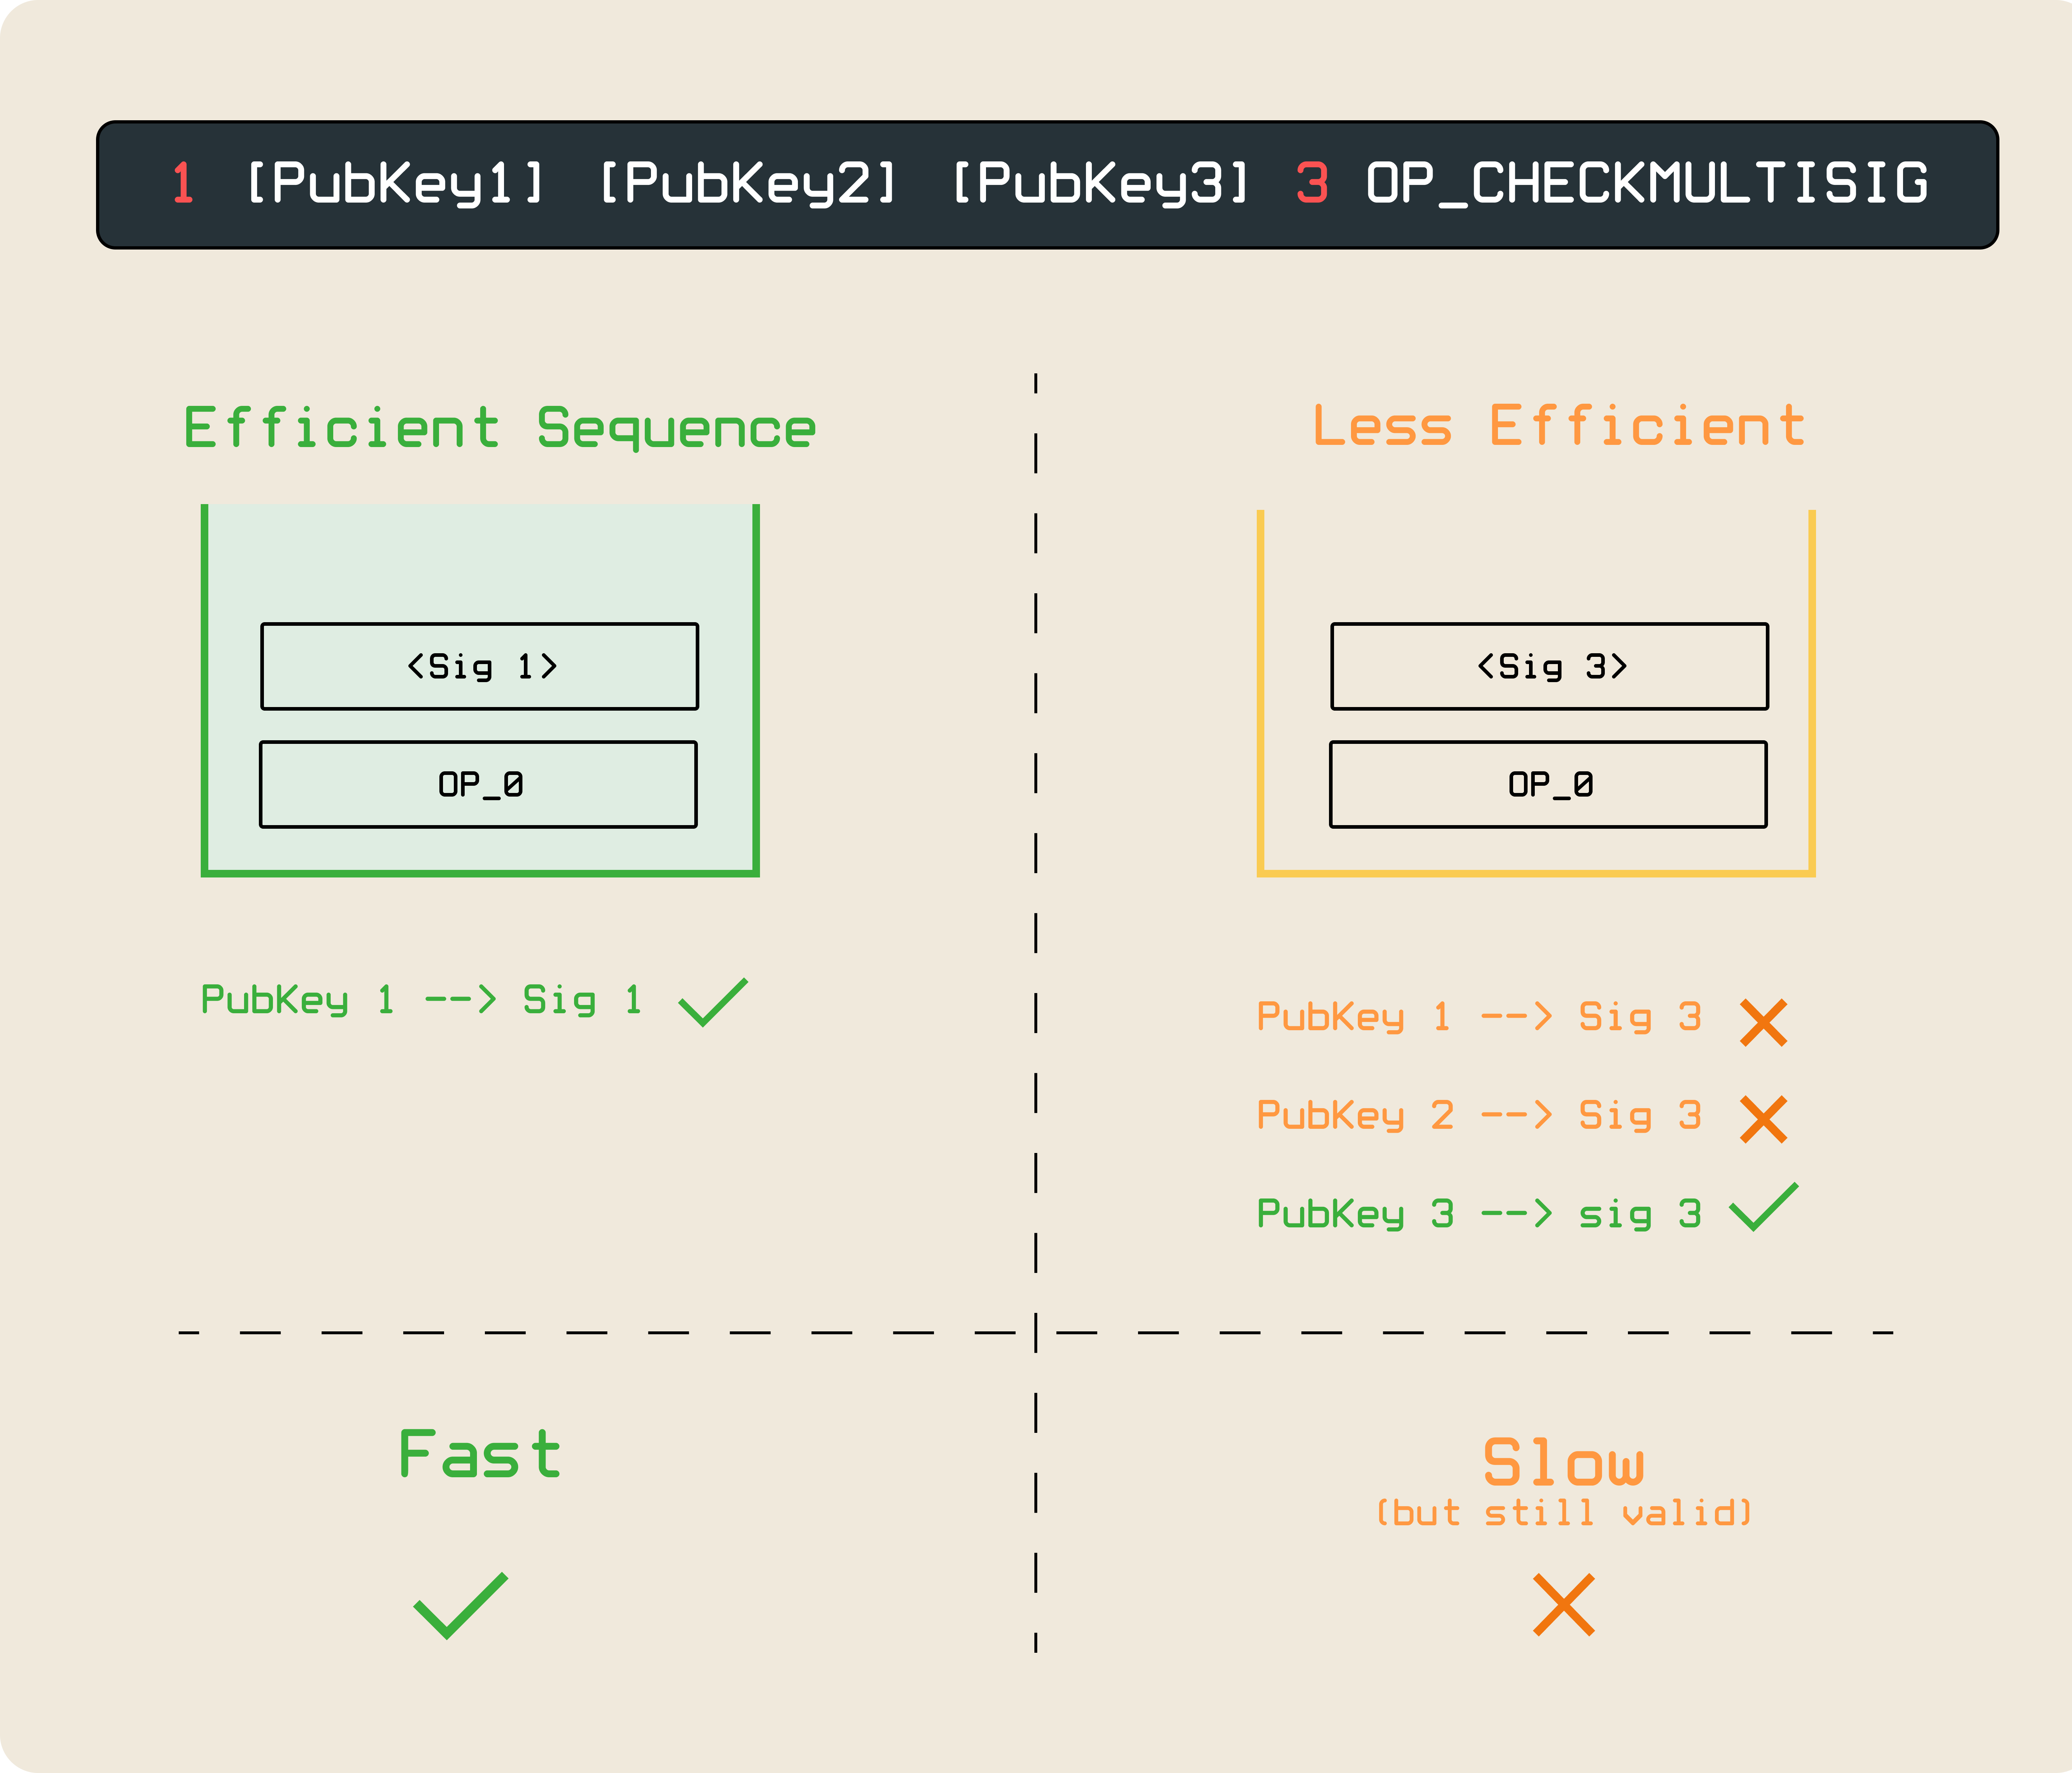 1 [PubKey1] [PubKey2] [PubKey3] 3 OP_CHECKMULTISIG
Efficient Sequence
<Sig 1>
OP_0
PubKey 1 --> Sig 1
Less Efficient
<Sig 3>
OP_0
PubKey 1 --> Sig 3
PubKey 2 --> Sig 3
PubKey 3 --> sig 3
Fast
Slow
(but still valid)